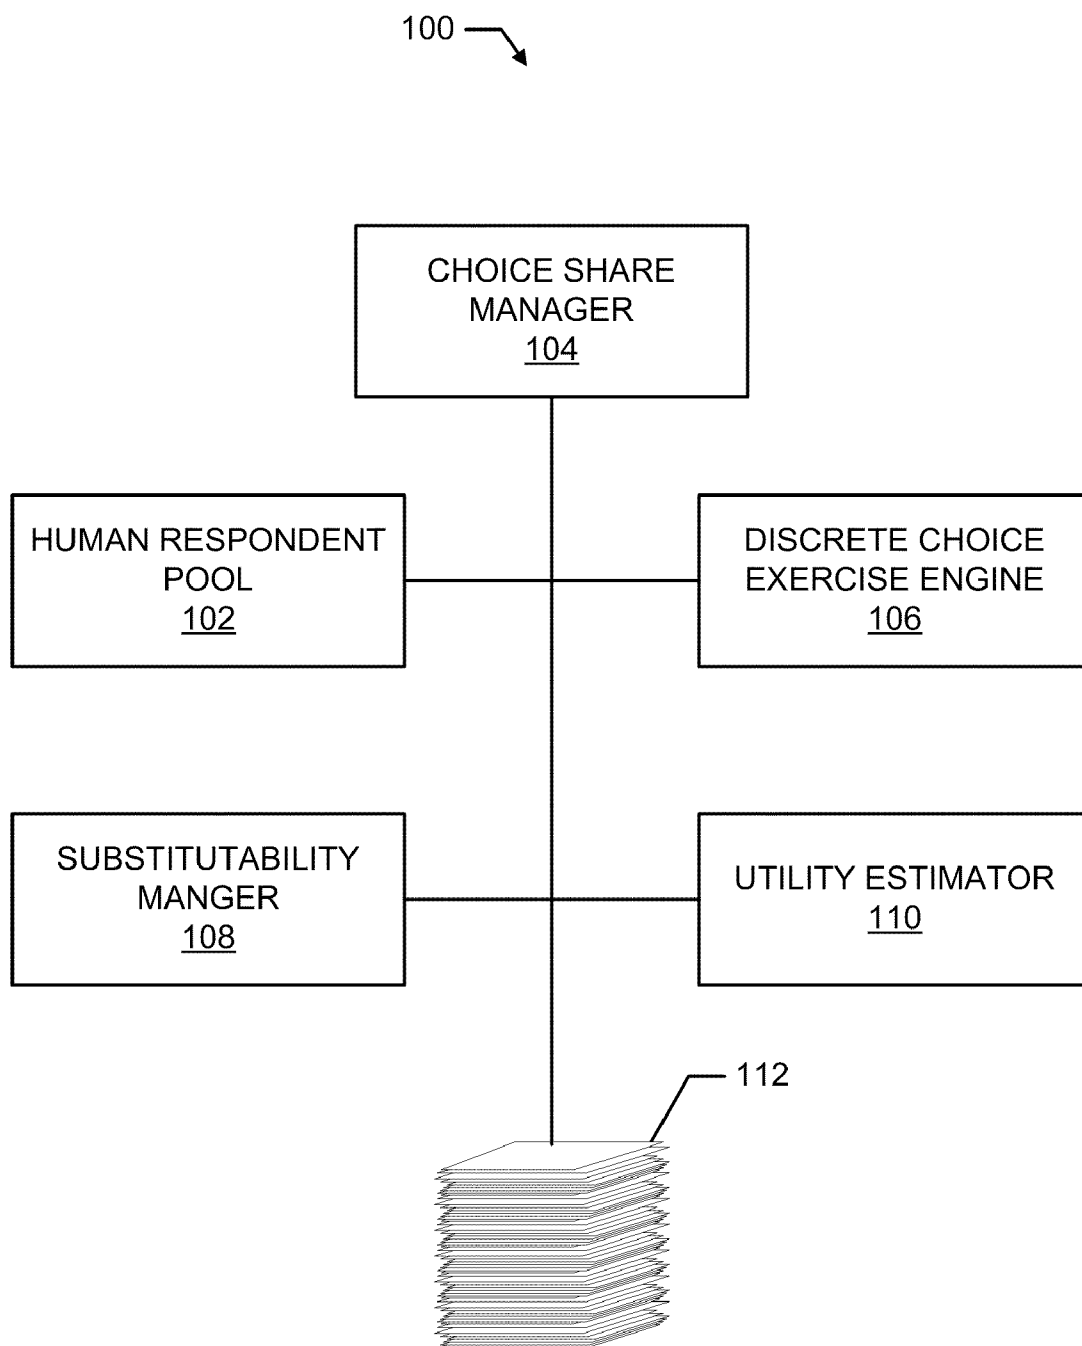 100
CHOICE SHARE
MANAGER
104
HUMAN RESPONDENT
POOL
102
DISCRETE CHOICE
EXERCISE ENGINE
106
SUBSTITUTABILITY
MANGER
108
UTILITY ESTIMATOR
110
112